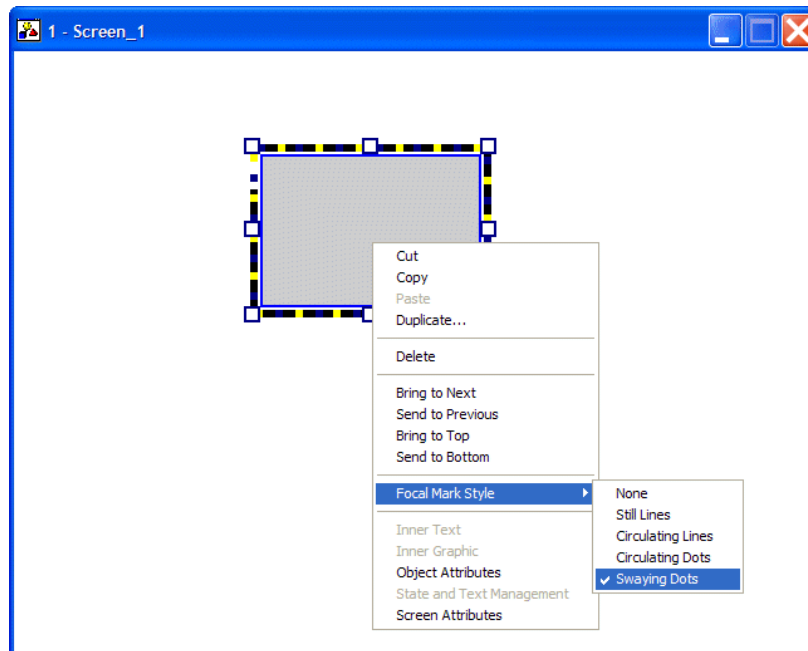 1 - Screen_1
Cut
Copy
Paste
Duplicate...
Delete
Bring to Next
Send to Previous
Bring to Top
Send to Bottom
Focal Mark Style
None
Still Lines
Circulating Lines
Circulating Dots
Swaying Dots
Inner Text
Inner Graphic
Object Attributes
State and Text Management
Screen Attributes